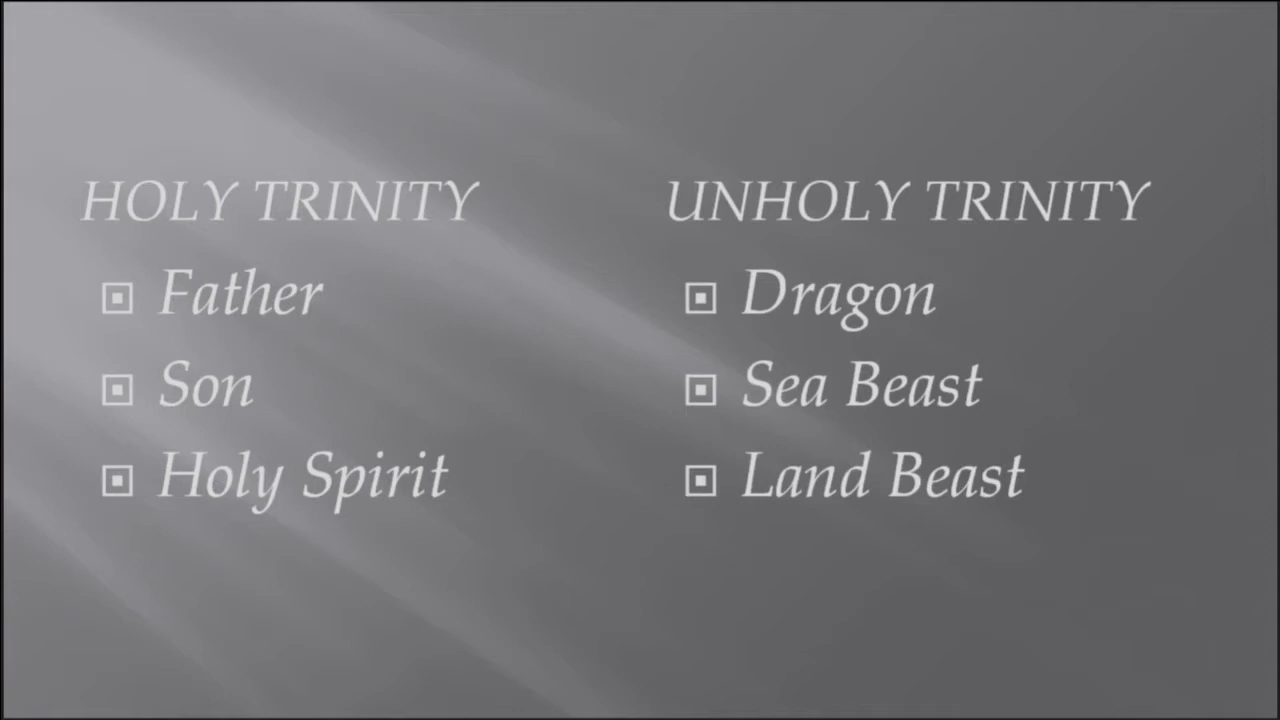 HOLY TRINITY
Father
Son
Holy Spirit
UNHOLY TRINITY
Dragon
Sea Beast
Land Beast